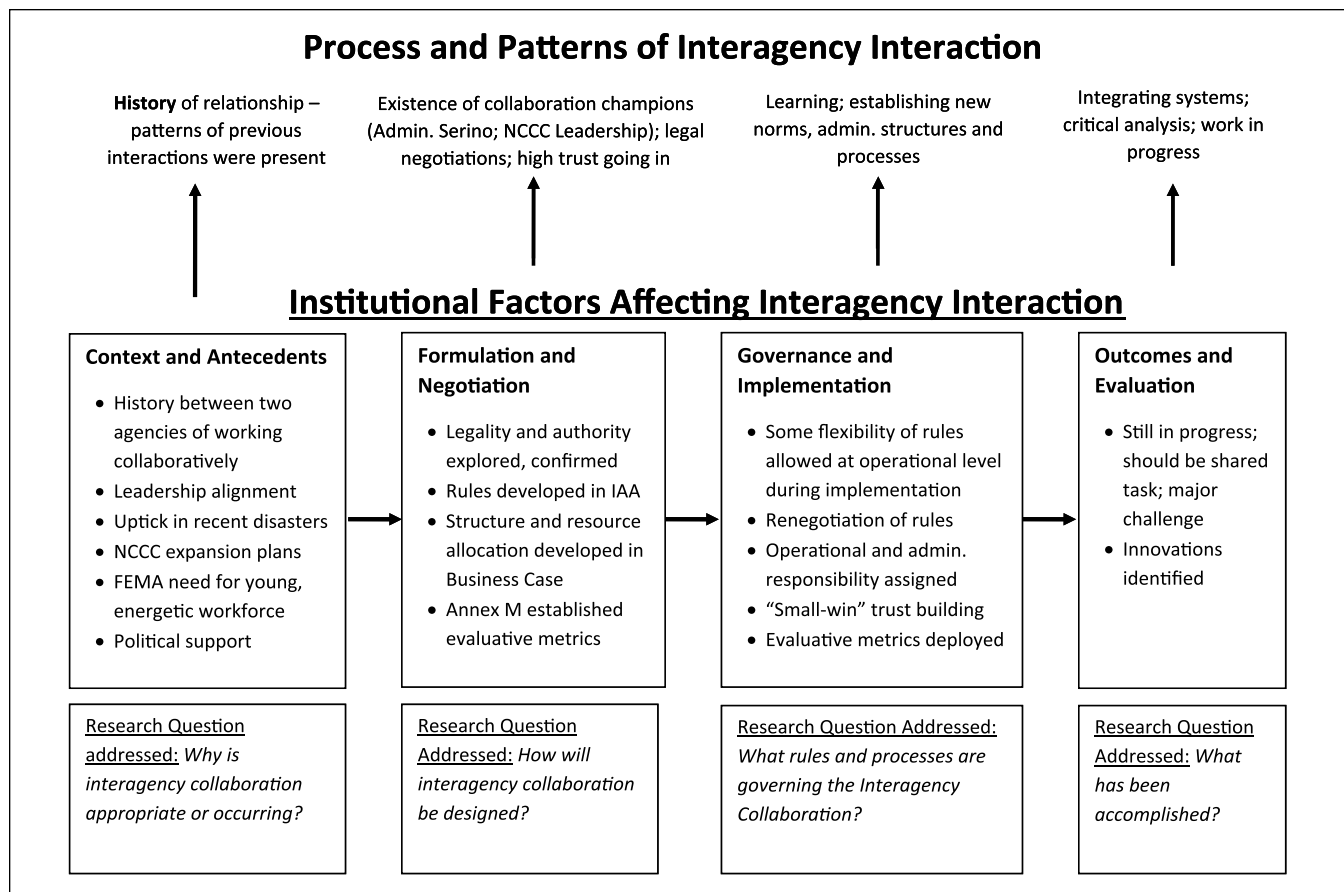 Process and Patterns of Interagency Interaction
History of relationship –
patterns of previous
interactions were present
Existence of collaboration champions
(Admin. Serino; NCCC Leadership); legal
negotiations; high trust going in
Learning; establishing new
norms, admin. structures and
processes
Integrating systems;
critical analysis; work in
progress
Institutional Factors Affecting Interagency Interaction
Context and Antecedents
• History between two
agencies of working
collaboratively
• Leadership alignment
• Uptick in recent disasters
• NCCC expansion plans
• FEMA need for young,
energetic workforce
• Political support
Formulation and
Negotiation
• Legality and authority
explored, confirmed
• Rules developed in IAA
• Structure and resource
allocation developed in
Business Case
• Annex M established
evaluative metrics
Governance and
Implementation
• Some flexibility of rules
allowed at operational level
during implementation
• Renegotiation of rules
• Operational and admin.
responsibility assigned
• “Small-win” trust building
• Evaluative metrics deployed
Outcomes and
Evaluation
• Still in progress;
should be shared
task; major
challenge
• Innovations
identified
Research Question
addressed: Why is
interagency collaboration
appropriate or occurring?
Research Question
Addressed: How will
interagency collaboration
be designed?
Research Question Addressed:
What rules and processes are
governing the Interagency
Collaboration?
Research Question
Addressed: What
has been
accomplished?